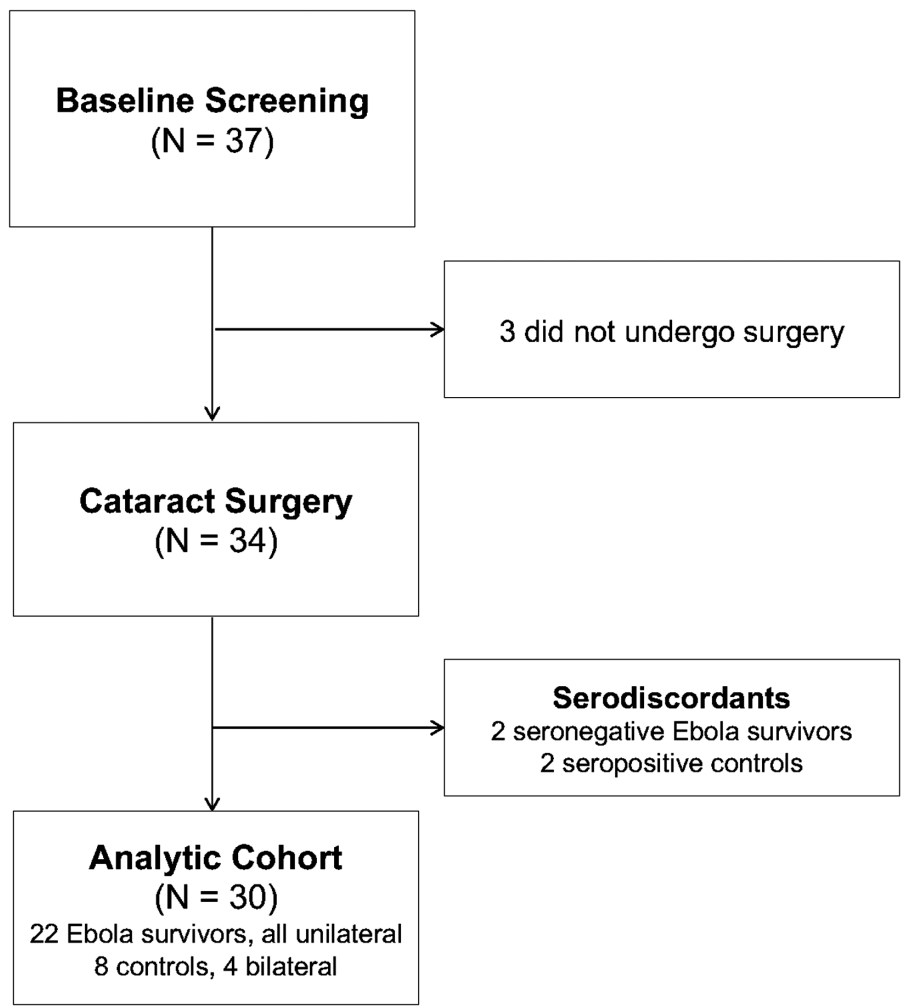 Baseline Screening
(N = 37)
3 did not undergo surgery
Cataract Surgery
(N = 34)
Serodiscordants
2 seronegative Ebola survivors
2 seropositive controls
Analytic Cohort
(N = 30)
22 Ebola survivors, all unilateral
8 controls, 4 bilateral